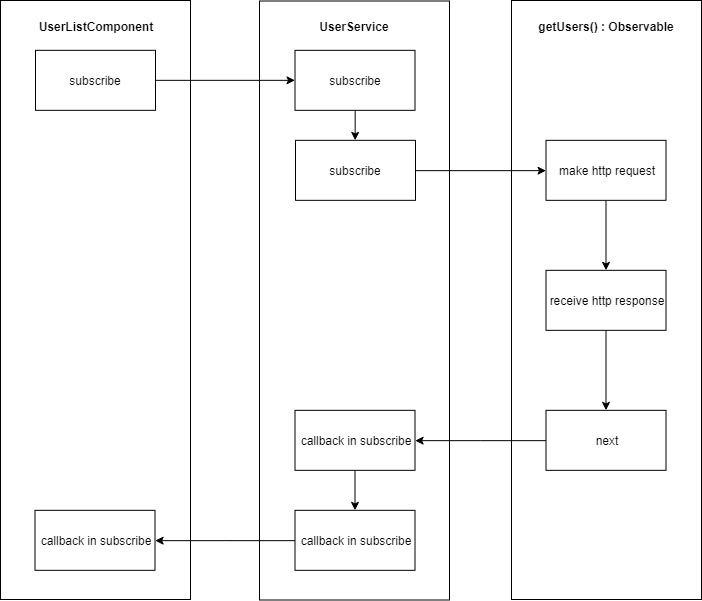 UserListComponent
UserService
getUsers() : Observable
subscribe
subscribe
subscribe
make http request
receive http response
callback in subscribe
next
callback in subscribe
callback in subscribe